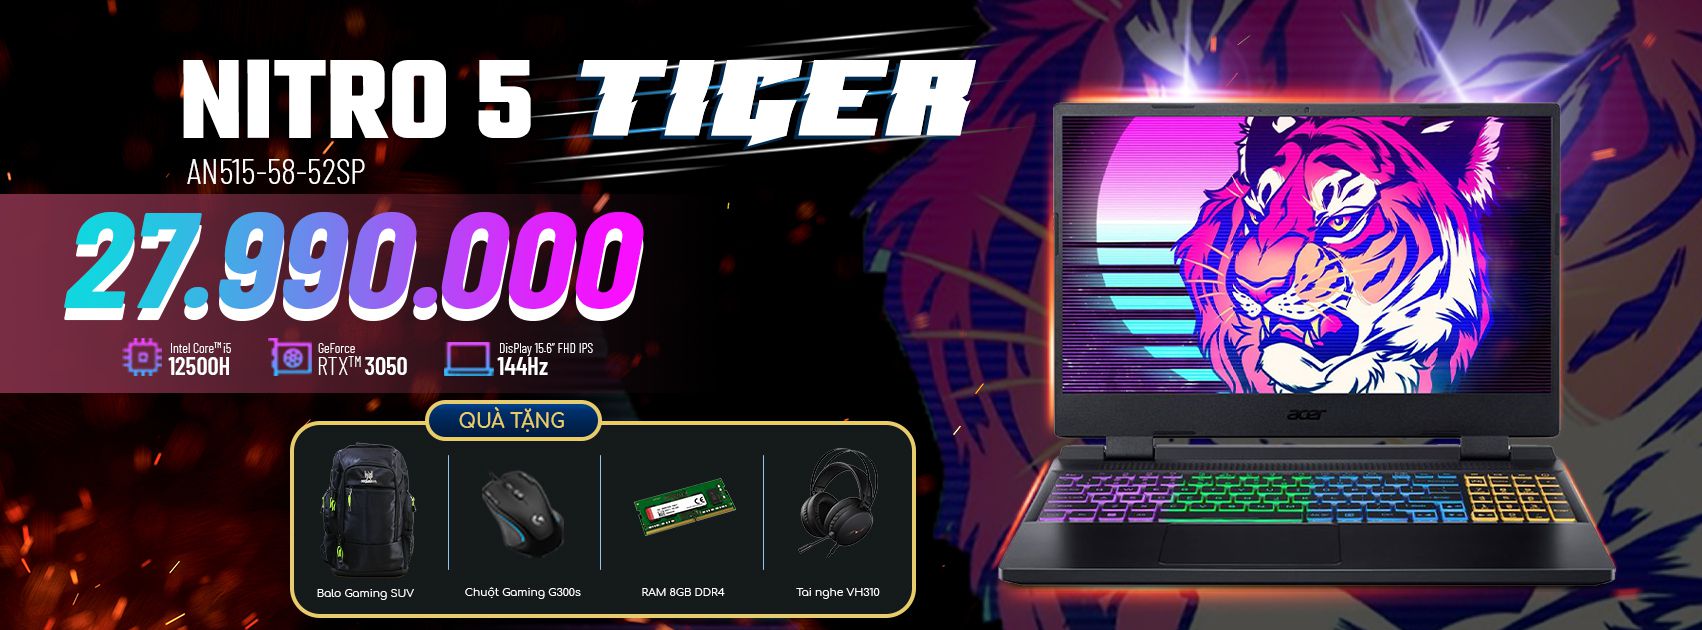 NITRO 5 TIGER
AN515-58-52SP
27.990.000
Intel Core™ i5
12500H
GeForce
RTX™ 3050
DisPlay 15.6" FHD IPS
144Hz
QUÀ TẶNG
Balo Gaming SUV
Chuột Gaming G300s
RAM 8GB DDR4
Tai nghe VH310
acer